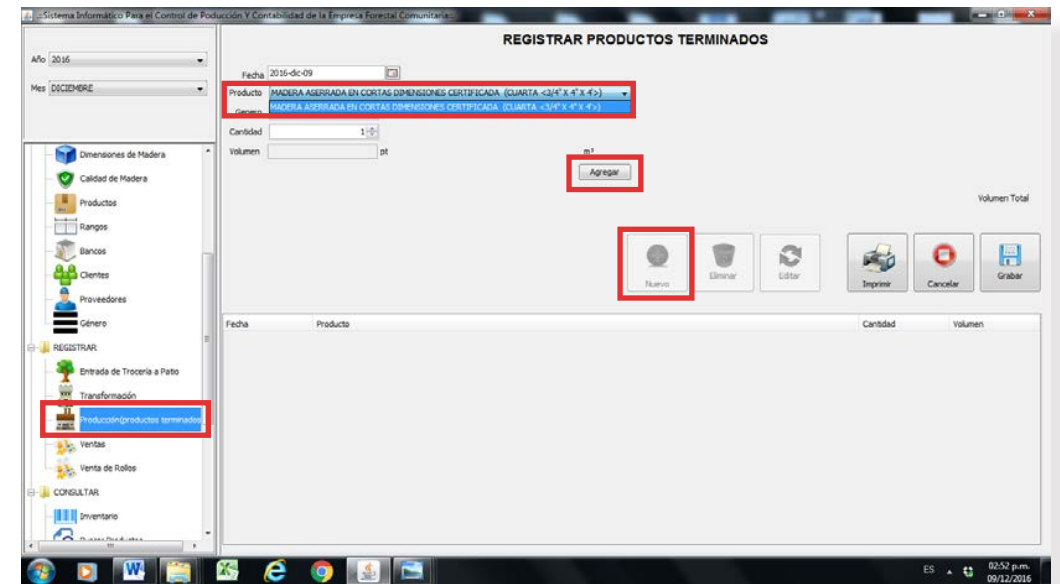 ..:Sistema Informático Para el Control de Poducción Y Contabilidad de la Empresa Forestal Comunitaria:..
Año 2016
Mes DICIEMBRE
Dimensiones de Madera
Calidad de Madera
Productos
Rangos
Bancos
Clientes
Proveedores
Género
REGISTRAR
Entrada de Trocería a Patio
Transformación
Producción(productos terminados
Ventas
Venta de Rollos
CONSULTAR
Inventario
REGISTRAR PRODUCTOS TERMINADOS
Fecha 2016-dic-09
Producto MADERA ASERRADA EN CORTAS DIMENSIONES CERTIFICADA (CUARTA <3/4" X 4" X 4'>)
MADERA ASERRADA EN CORTAS DIMENSIONES CERTIFICADA (CUARTA <3/4" X 4" X 4'>)
Género
Cantidad 1
Volumen pt m³
Agregar
Volumen Total
Nuevo Eliminar Editar Imprimir Cancelar Grabar
Fecha Producto Cantidad Volumen
ES 02:52 p.m.
09/12/2016